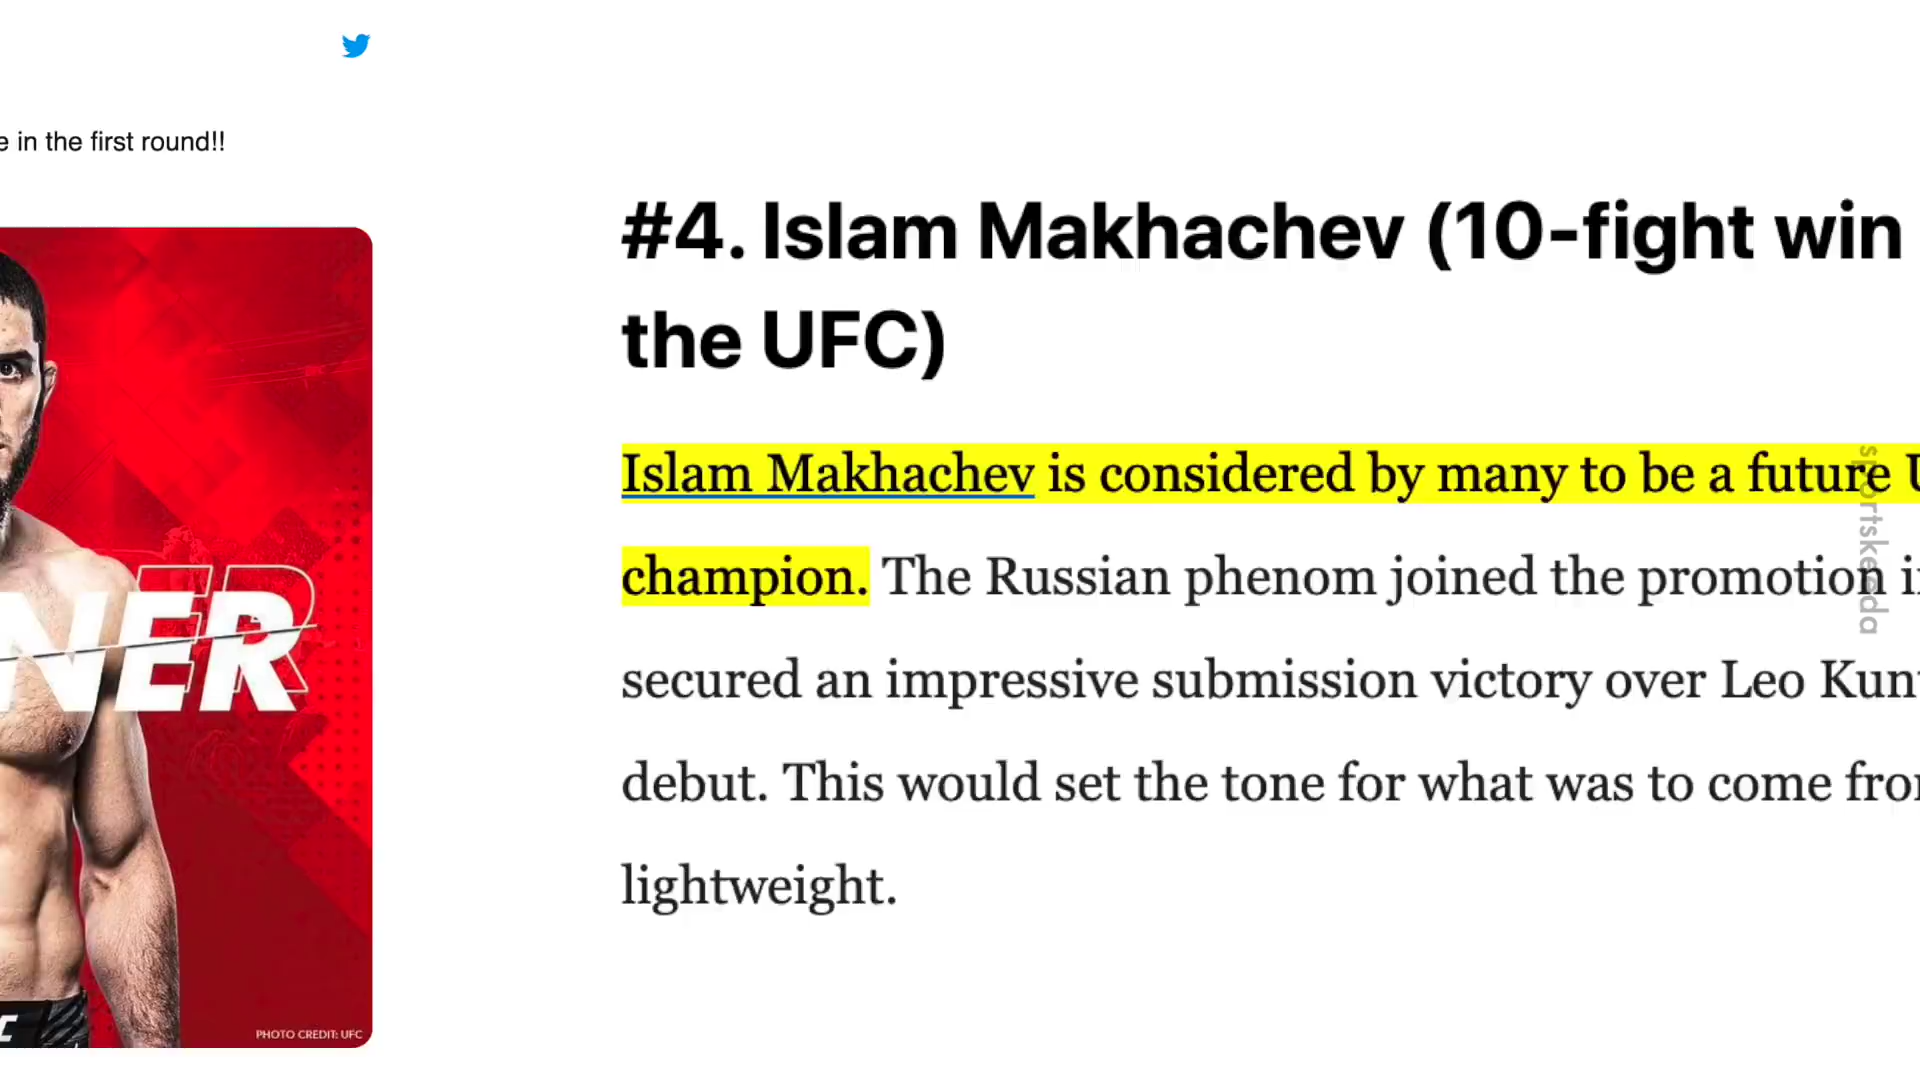 e in the first round!!
NER
PHOTO CREDIT: UFC
#4. Islam Makhachev (10-fight win
the UFC)
Islam Makhachev is considered by many to be a future
champion. The Russian phenom joined the promotion
secured an impressive submission victory over Leo
debut. This would set the tone for what was to come
lightweight.
sportskeeda